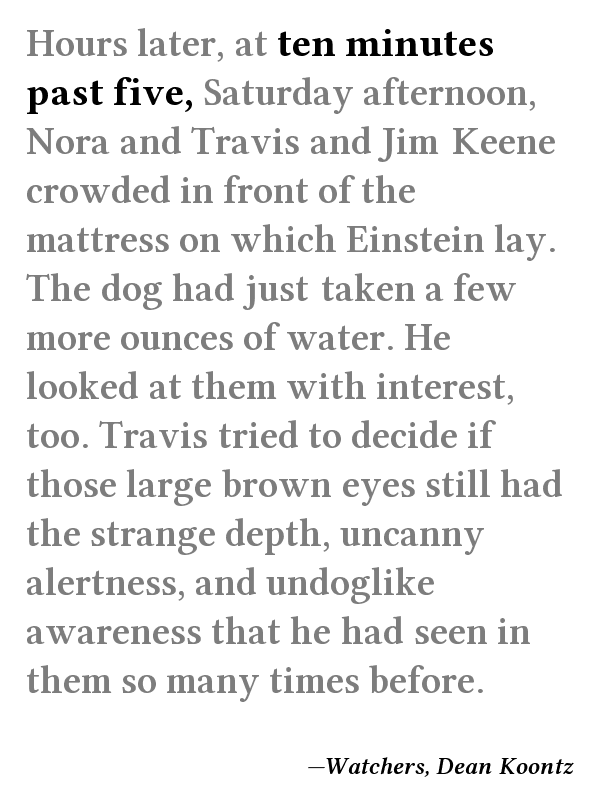 Hours later, at ten minutes
past five, Saturday afternoon,
Nora and Travis and Jim Keene
crowded in front of the
mattress on which Einstein lay.
The dog had just taken a few
more ounces of water. He
looked at them with interest,
too. Travis tried to decide if
those large brown eyes still had
the strange depth, uncanny
alertness, and undoglike
awareness that he had seen in
them so many times before.
—Watchers, Dean Koontz